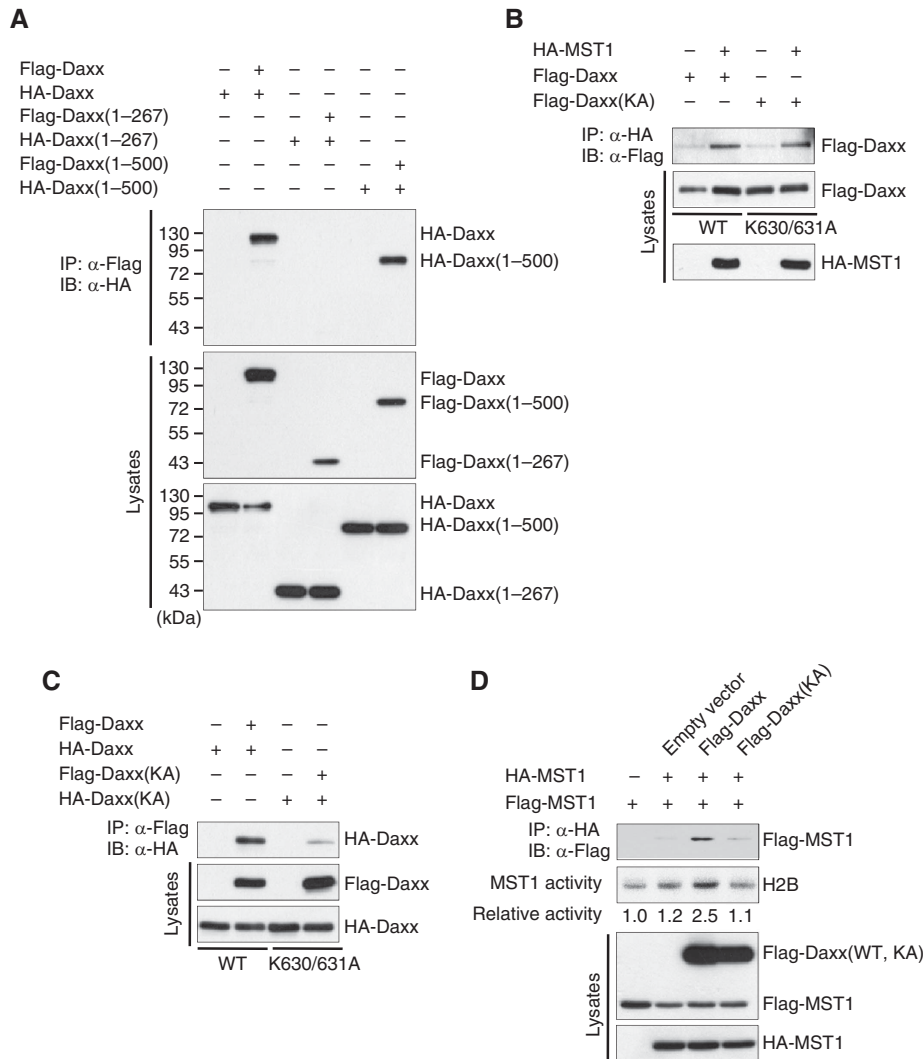 A
Flag-Daxx – + – – – –
HA-Daxx + + – – – –
Flag-Daxx(1–267) – – – + – –
HA-Daxx(1–267) – – + + – –
Flag-Daxx(1–500) – – – – – +
HA-Daxx(1–500) – – – – + +
IP: α-Flag
IB: α-HA
130
95
72
55
43
HA-Daxx
HA-Daxx(1–500)
Lysates
130
95
72
55
43
Flag-Daxx
Flag-Daxx(1–500)
Flag-Daxx(1–267)
130
95
72
55
43
(kDa)
HA-Daxx
HA-Daxx(1–500)
HA-Daxx(1–267)
B
HA-MST1 – + – +
Flag-Daxx + + – –
Flag-Daxx(KA) – – + +
IP: α-HA
IB: α-Flag
Flag-Daxx
Lysates
Flag-Daxx
WT K630/631A
HA-MST1
C
Flag-Daxx – + – –
HA-Daxx + + – –
Flag-Daxx(KA) – – – +
HA-Daxx(KA) – – + +
IP: α-Flag
IB: α-HA
HA-Daxx
Lysates
Flag-Daxx
HA-Daxx
WT K630/631A
D
Empty vector
Flag-Daxx
Flag-Daxx(KA)
HA-MST1 – + + +
Flag-MST1 + + + +
IP: α-HA
IB: α-Flag
Flag-MST1
MST1 activity H2B
Relative activity 1.0 1.2 2.5 1.1
Lysates
Flag-Daxx(WT, KA)
Flag-MST1
HA-MST1